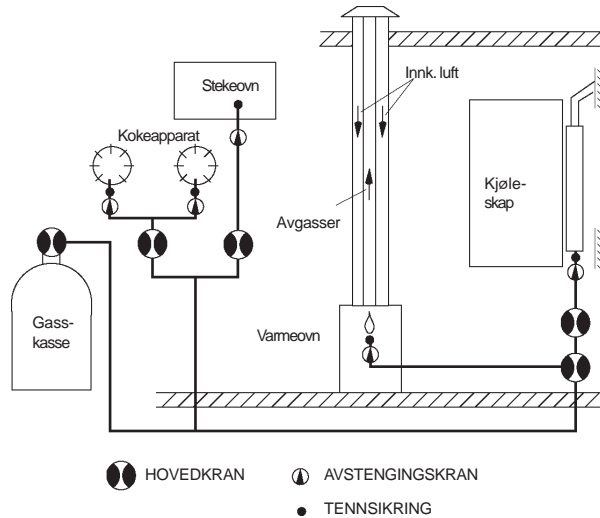 Innk. luft
Stekeovn
Kokeapparat
Kjøle-
skap
Avgasser
Gass-
kasse
Varmeovn
HOVEDKRAN
AVSTENGINGSKRAN
TENNSIKRING